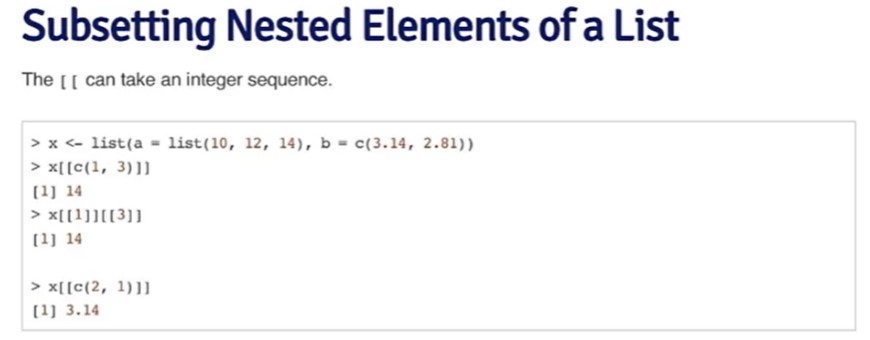 Subsetting Nested Elements of a List
The [[ can take an integer sequence.
> x <- list(a = list(10, 12, 14), b = c(3.14, 2.81))
> x[[c(1, 3)]]
[1] 14
> x[[1]][[3]]
[1] 14
> x[[c(2, 1)]]
[1] 3.14